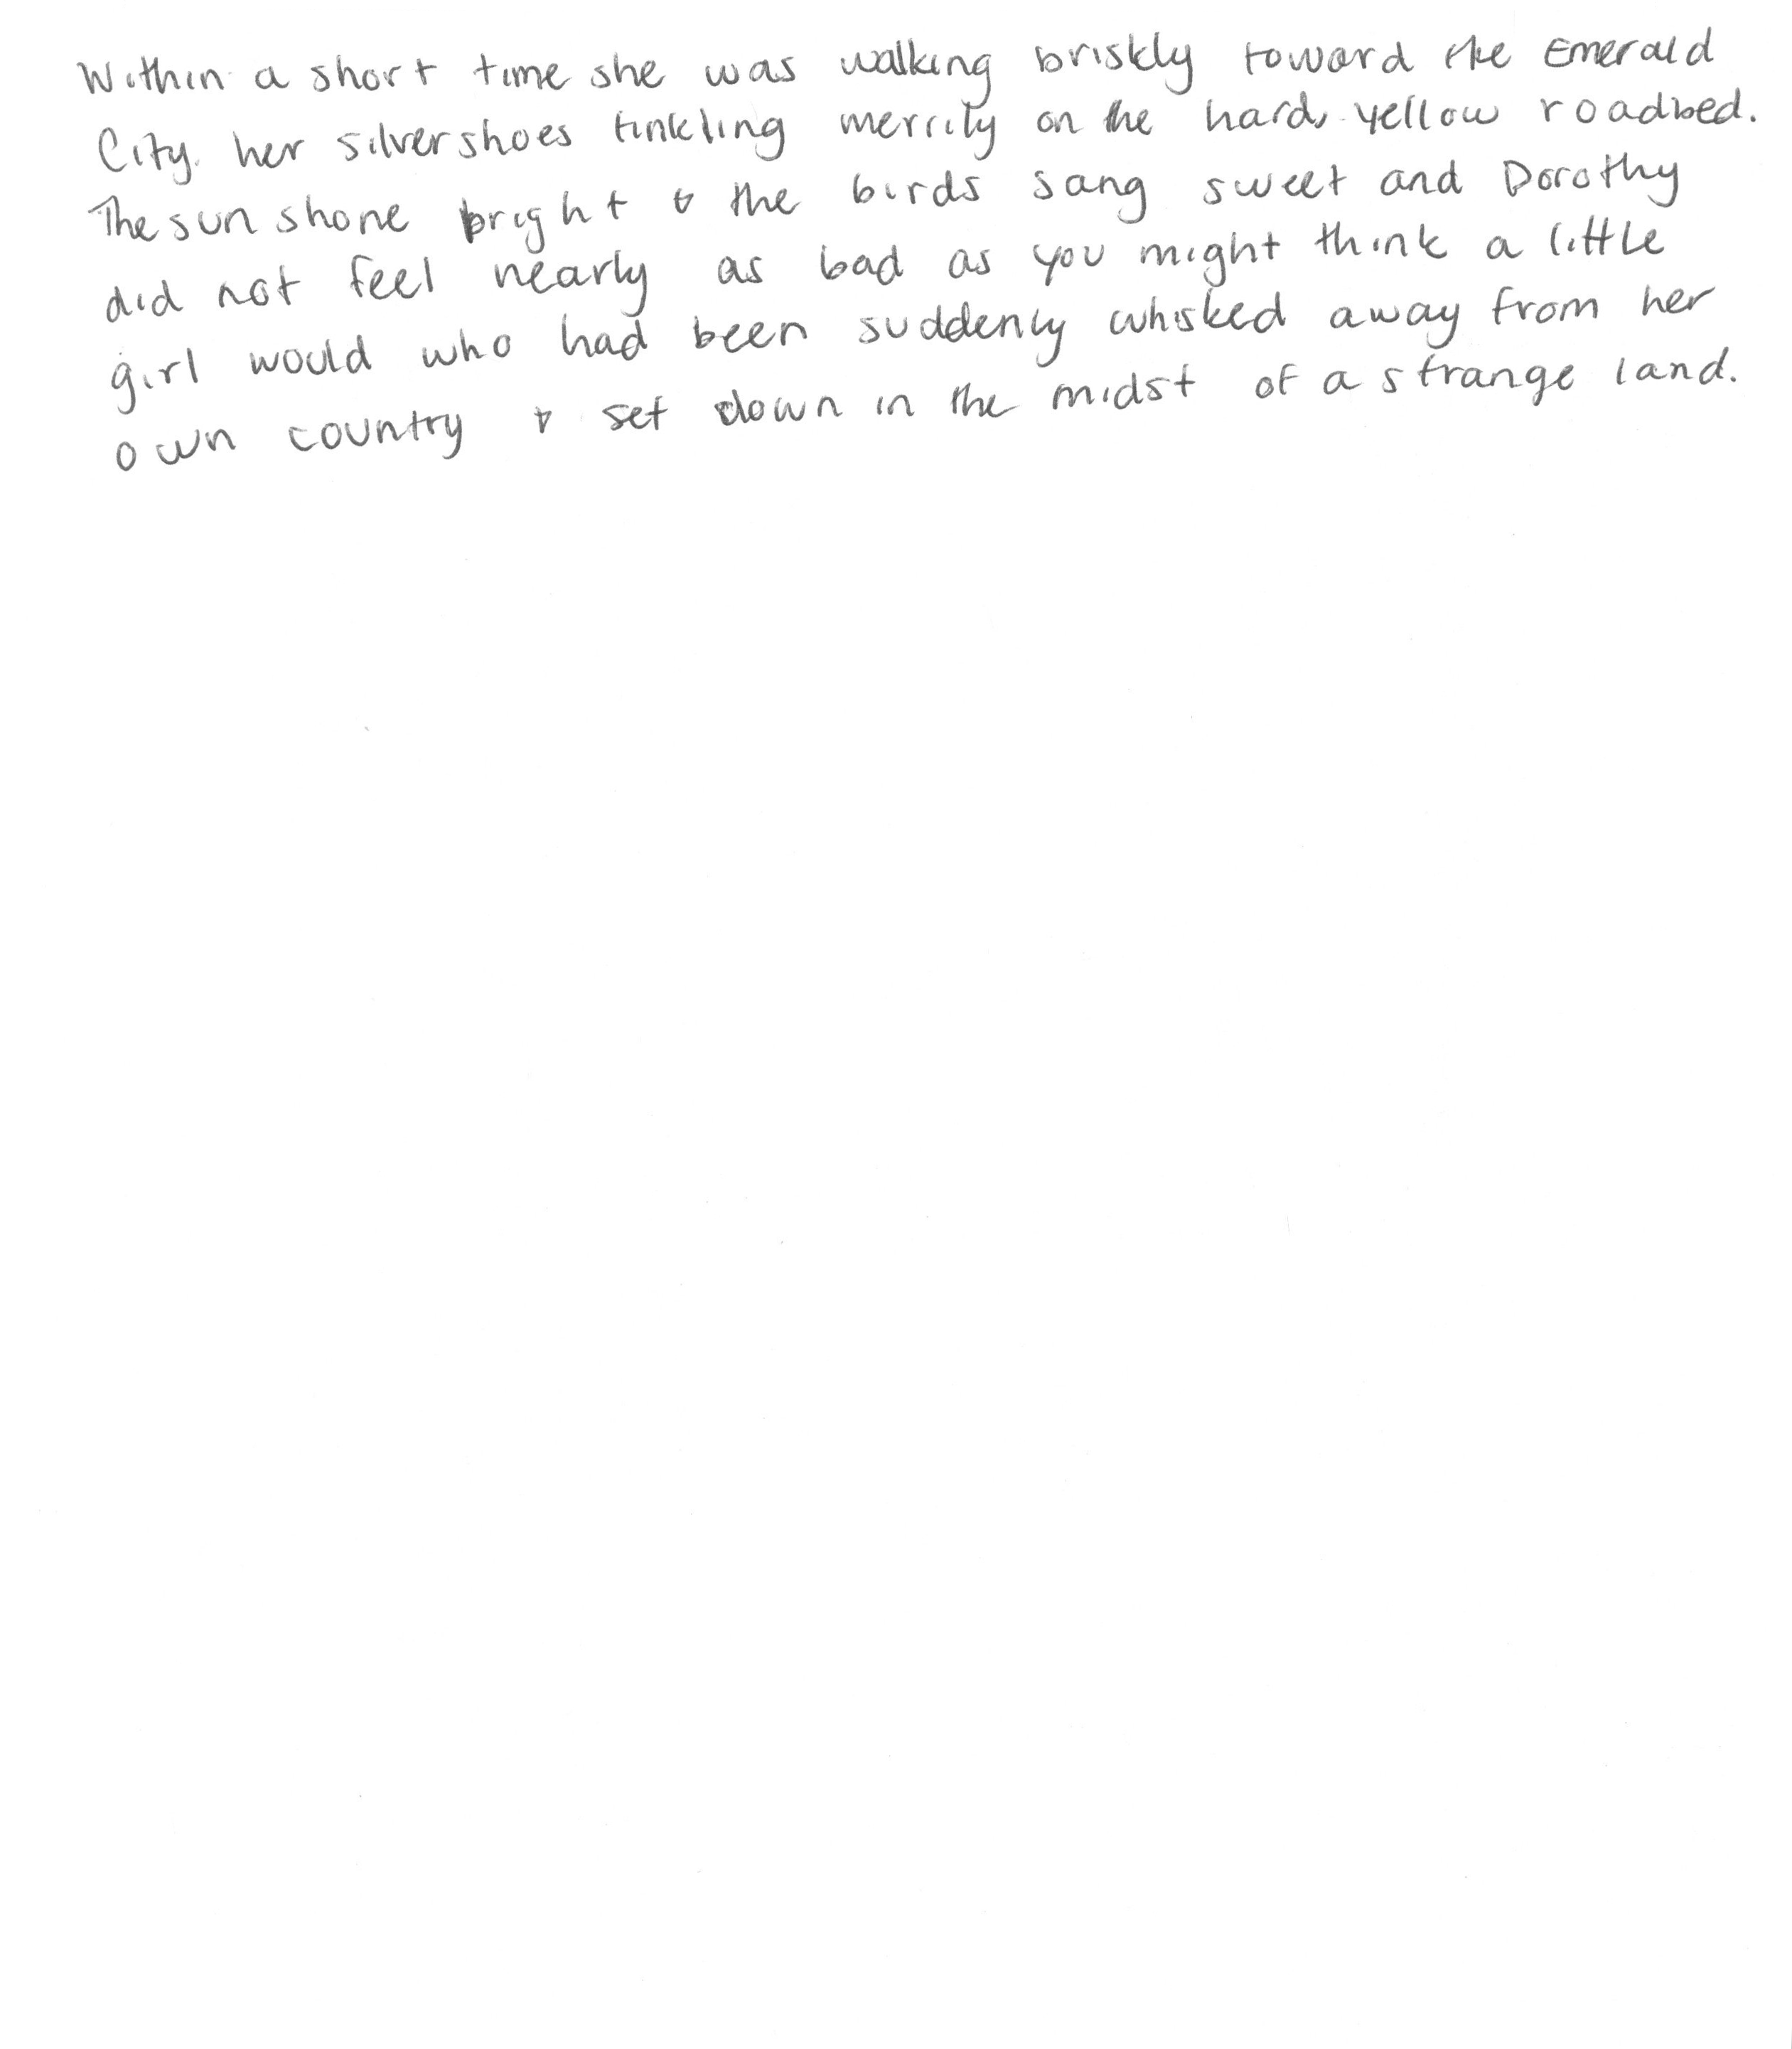 Within a short time she was walking briskly toward the Emerald
City. her silver shoes tinkling merrily on the hard, yellow roadbed.
The sun shone bright & the birds sang sweet and Dorothy
did not feel nearly as bad as you might think a little
girl would who had been suddenly whisked away from her
own country & set down in the midst of a strange land.